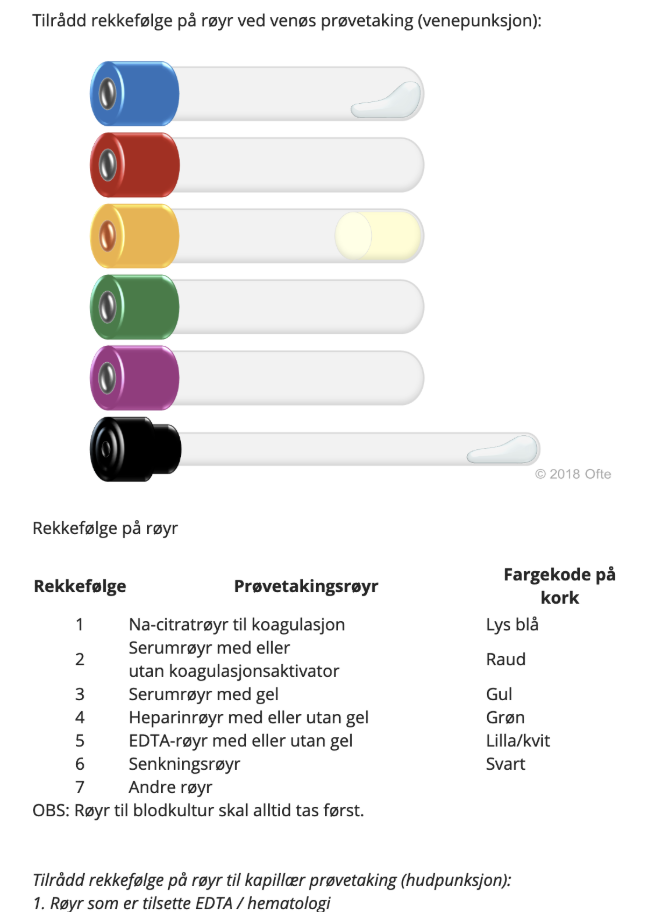 Tilrådd rekkefølge på røyr ved venøs prøvetaking (venepunksjon):
© 2018 Ofte
Rekkefølge på røyr
Rekkefølge Prøvetakingsrøyr Fargekode på kork
1 Na-citratrøyr til koagulasjon Lys blå
2 Serumrøyr med eller utan koagulasjonsaktivator Raud
3 Serumrøyr med gel Gul
4 Heparinrøyr med eller utan gel Grøn
5 EDTA-røyr med eller utan gel Lilla/kvit
6 Senkningsrøyr Svart
7 Andre røyr
OBS: Røyr til blodkultur skal alltid tas først.
Tilrådd rekkefølge på røyr til kapillær prøvetaking (hudpunksjon):
1. Røyr som er tilsette EDTA / hematologi